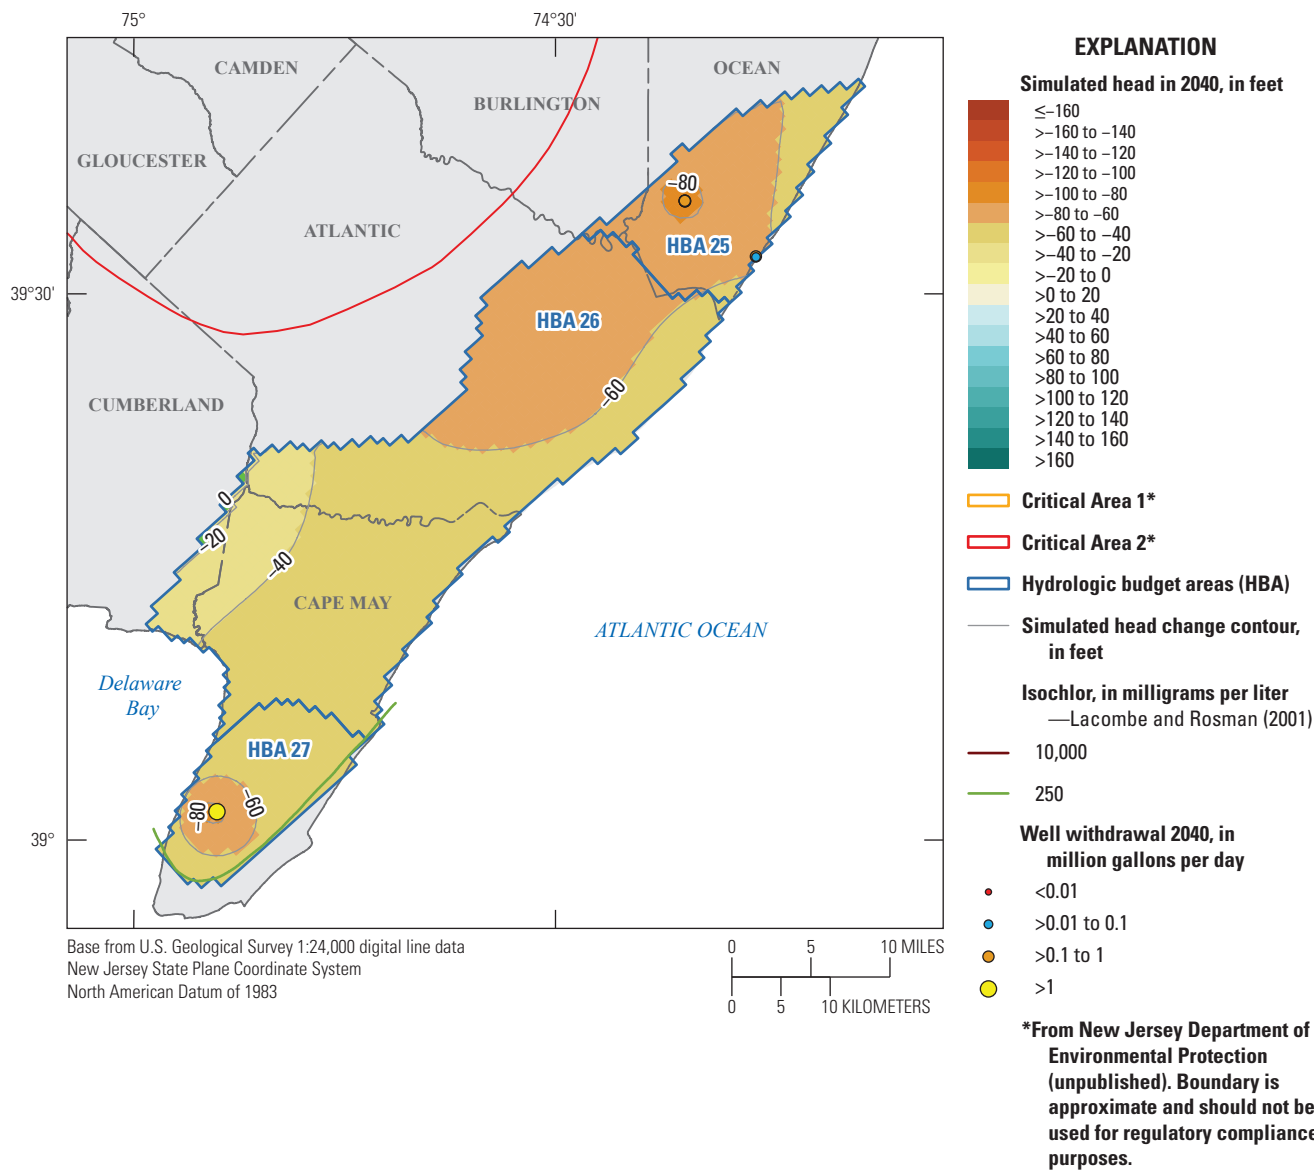 75°
74°30'
CAMDEN
OCEAN
BURLINGTON
GLOUCESTER
−80
ATLANTIC
HBA 25
39°30'
HBA 26
−60
CUMBERLAND
0
−20
−40
CAPE MAY
ATLANTIC OCEAN
Delaware
Bay
HBA 27
−80
−60
39°
Base from U.S. Geological Survey 1:24,000 digital line data
New Jersey State Plane Coordinate System
North American Datum of 1983
0 5 10 MILES
0 5 10 KILOMETERS
EXPLANATION
Simulated head in 2040, in feet
≤−160
>−160 to −140
>−140 to −120
>−120 to −100
>−100 to −80
>−80 to −60
>−60 to −40
>−40 to −20
>−20 to 0
>0 to 20
>20 to 40
>40 to 60
>60 to 80
>80 to 100
>100 to 120
>120 to 140
>140 to 160
>160
Critical Area 1*
Critical Area 2*
Hydrologic budget areas (HBA)
Simulated head change contour,
in feet
Isochlor, in milligrams per liter
—Lacombe and Rosman (2001)
10,000
250
Well withdrawal 2040, in
million gallons per day
<0.01
>0.01 to 0.1
>0.1 to 1
>1
*From New Jersey Department of
Environmental Protection
(unpublished). Boundary is
approximate and should not be
used for regulatory compliance
purposes.